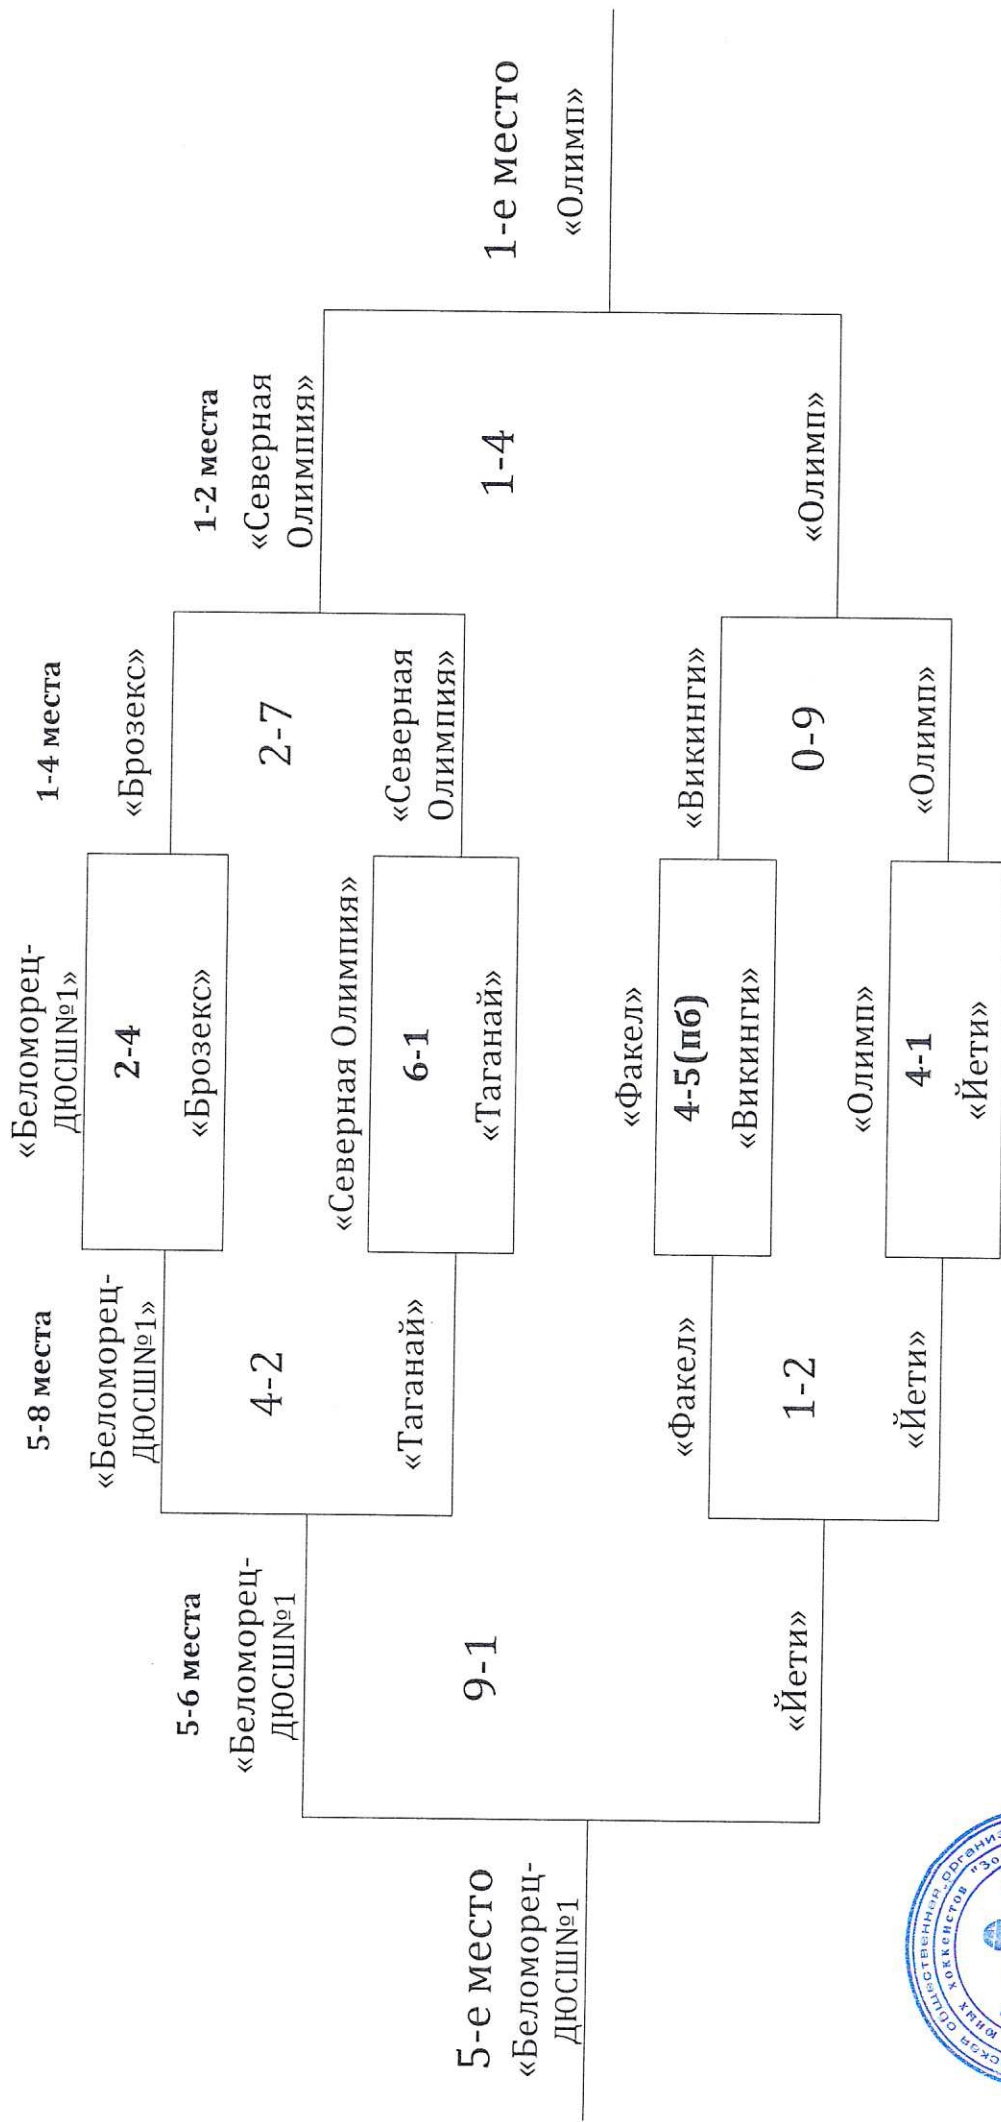 5-8 места
1-4 места
5-6 места
1-2 места
5-е место
«Беломорец-
ДЮСШ№1
«Беломорец-
ДЮСШ№1
9-1
«Йети»
«Беломорец-
ДЮСШ№1»
4-2
«Таганай»
«Факел»
1-2
«Йети»
«Беломорец-
ДЮСШ№1»
2-4
«Брозекс»
«Северная Олимпия»
6-1
«Таганай»
«Факел»
4-5(пб)
«Викинги»
«Олимп»
4-1
«Йети»
«Брозекс»
2-7
«Северная
Олимпия»
«Викинги»
0-9
«Олимп»
«Северная
Олимпия»
1-4
«Олимп»
1-е место
«Олимп»
общественная
юных хоккеистов